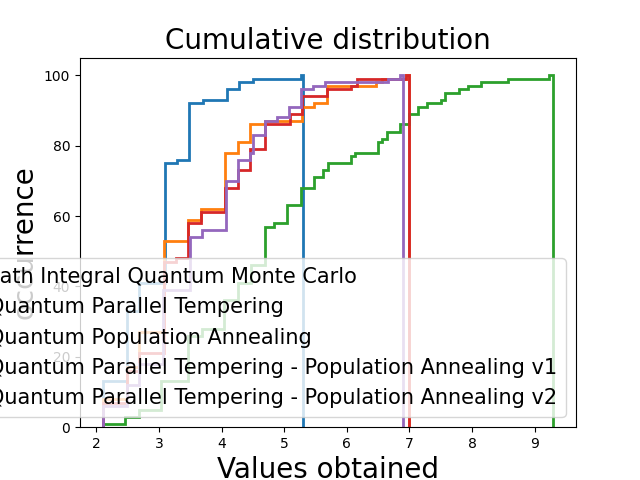 Cumulative distribution
100
80
60
40
20
0
occurrence
ath Integral Quantum Monte Carlo
Quantum Parallel Tempering
Quantum Population Annealing
Quantum Parallel Tempering - Population Annealing v1
Quantum Parallel Tempering - Population Annealing v2
2 3 4 5 6 7 8 9
Values obtained